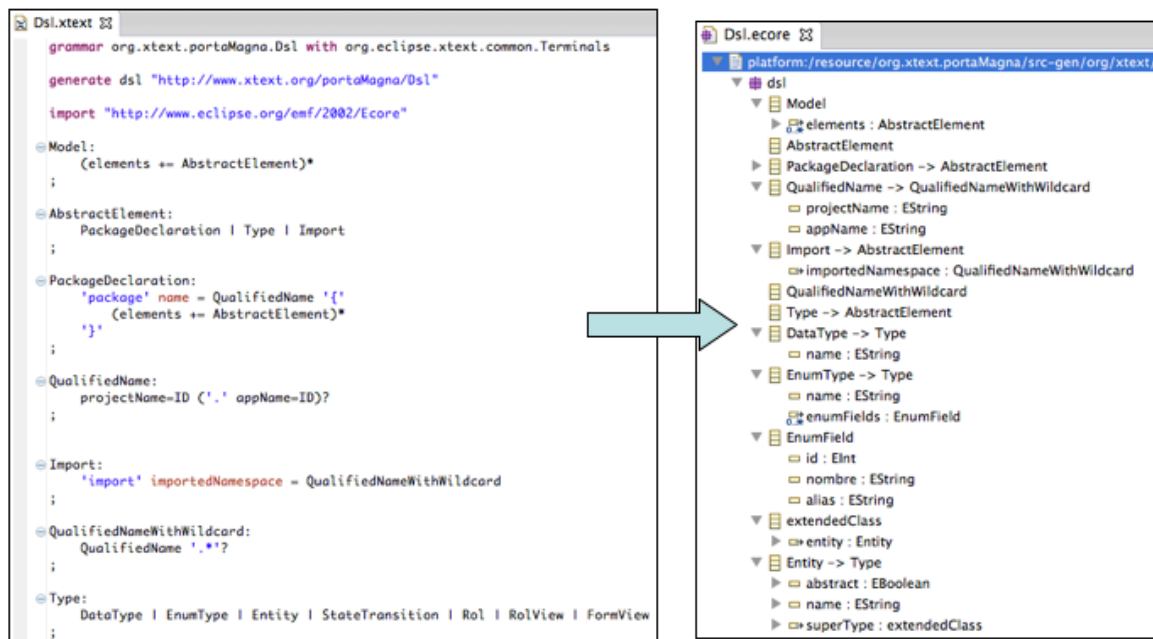 Dsl.xtext
grammar org.xtext.portaMagna.Dsl with org.eclipse.xtext.common.Terminals
generate dsl "http://www.xtext.org/portaMagna/Dsl"
import "http://www.eclipse.org/emf/2002/Ecore"
Model:
(elements += AbstractElement)*
;
AbstractElement:
PackageDeclaration | Type | Import
;
PackageDeclaration:
'package' name = QualifiedName '{'
(elements += AbstractElement)*
'}'
;
QualifiedName:
projectName=ID ('.' appName=ID)?
;
Import:
'import' importedNamespace = QualifiedNameWithWildcard
;
QualifiedNameWithWildcard:
QualifiedName '.*'?
;
Type:
DataType | EnumType | Entity | StateTransition | Rol | RolView | FormView
;
Dsl.ecore
platform:/resource/org.xtext.portaMagna/src-gen/org/xtext/
dsl
Model
elements : AbstractElement
AbstractElement
PackageDeclaration -> AbstractElement
QualifiedName -> QualifiedNameWithWildcard
projectName : EString
appName : EString
Import -> AbstractElement
importedNamespace : QualifiedNameWithWildcard
QualifiedNameWithWildcard
Type -> AbstractElement
DataType -> Type
name : EString
EnumType -> Type
name : EString
enumFields : EnumField
EnumField
id : EInt
nombre : EString
alias : EString
extendedClass
entity : Entity
Entity -> Type
abstract : EBoolean
name : EString
superType : extendedClass